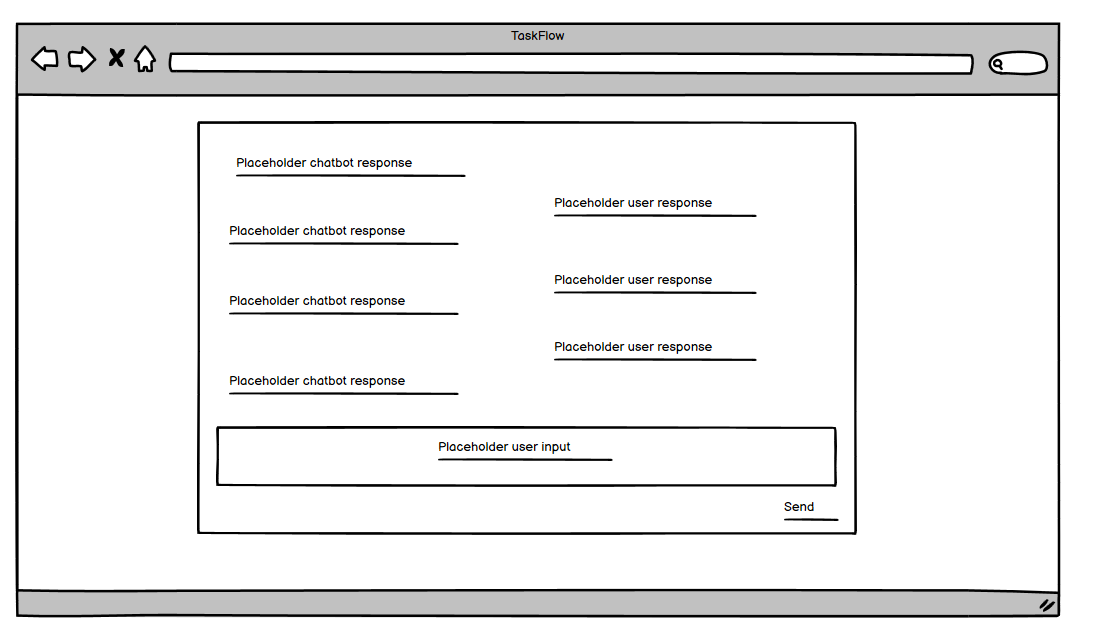 TaskFlow
Placeholder chatbot response
Placeholder user response
Placeholder chatbot response
Placeholder user response
Placeholder chatbot response
Placeholder user response
Placeholder chatbot response
Placeholder user input
Send